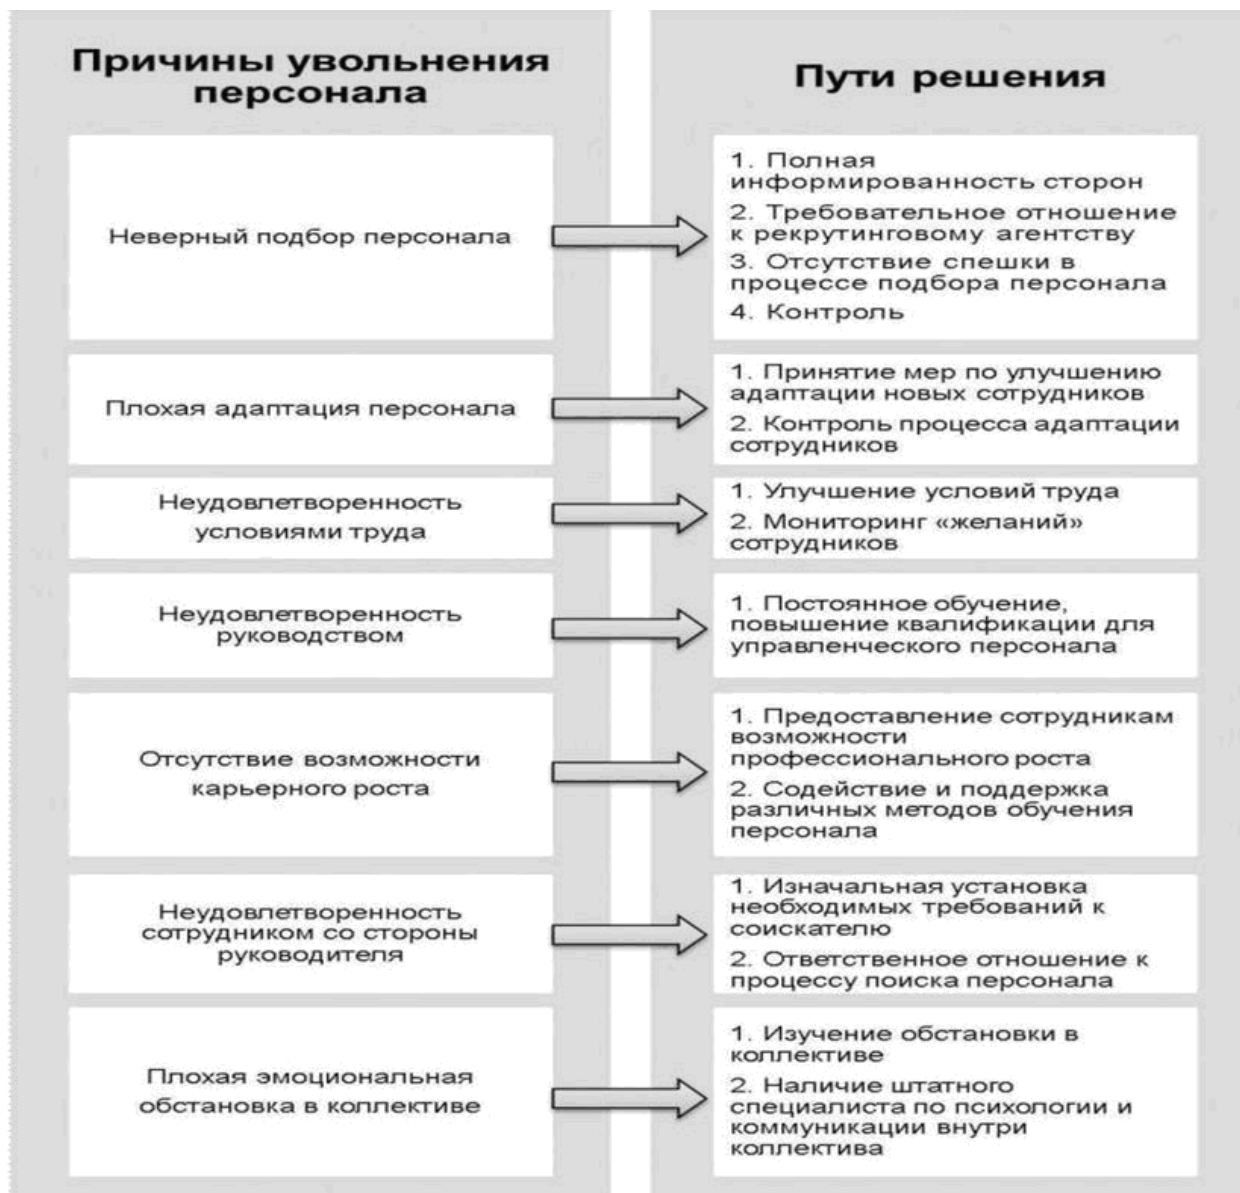 Причины увольнения
персонала
Пути решения
Неверный подбор персонала
1. Полная
информированность сторон
2. Требовательное отношение
к рекрутинговому агентству
3. Отсутствие спешки в
процессе подбора персонала
4. Контроль
Плохая адаптация персонала
1. Принятие мер по улучшению
адаптации новых сотрудников
2. Контроль процесса адаптации
сотрудников
Неудовлетворенность
условиями труда
1. Улучшение условий труда
2. Мониторинг «желаний»
сотрудников
Неудовлетворенность
руководством
1. Постоянное обучение,
повышение квалификации для
управленческого персонала
Отсутствие возможности
карьерного роста
1. Предоставление сотрудникам
возможности
профессионального роста
2. Содействие и поддержка
различных методов обучения
персонала
Неудовлетворенность
сотрудником со стороны
руководителя
1. Изначальная установка
необходимых требований к
соискателю
2. Ответственное отношение к
процессу поиска персонала
Плохая эмоциональная
обстановка в коллективе
1. Изучение обстановки в
коллективе
2. Наличие штатного
специалиста по психологии и
коммуникации внутри
коллектива